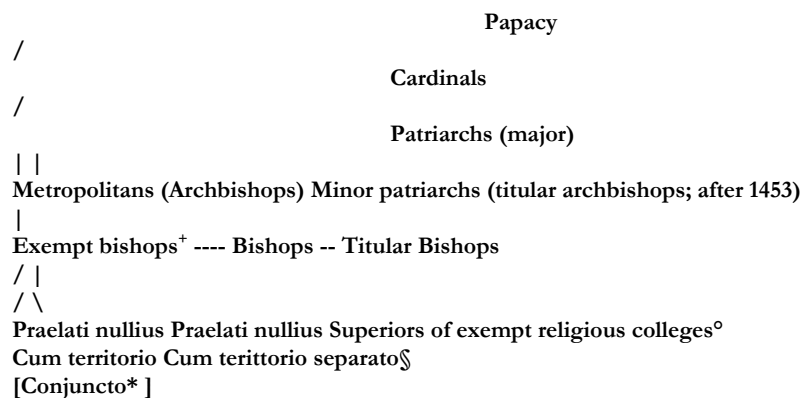 Papacy
/
Cardinals
/
Patriarchs (major)
| |
Metropolitans (Archbishops) Minor patriarchs (titular archbishops; after 1453)
|
Exempt bishops+ ---- Bishops -- Titular Bishops
/ |
/ \
Praelati nullius Praelati nullius Superiors of exempt religious colleges°
Cum territorio Cum terittorio separato§
[Conjuncto* ]